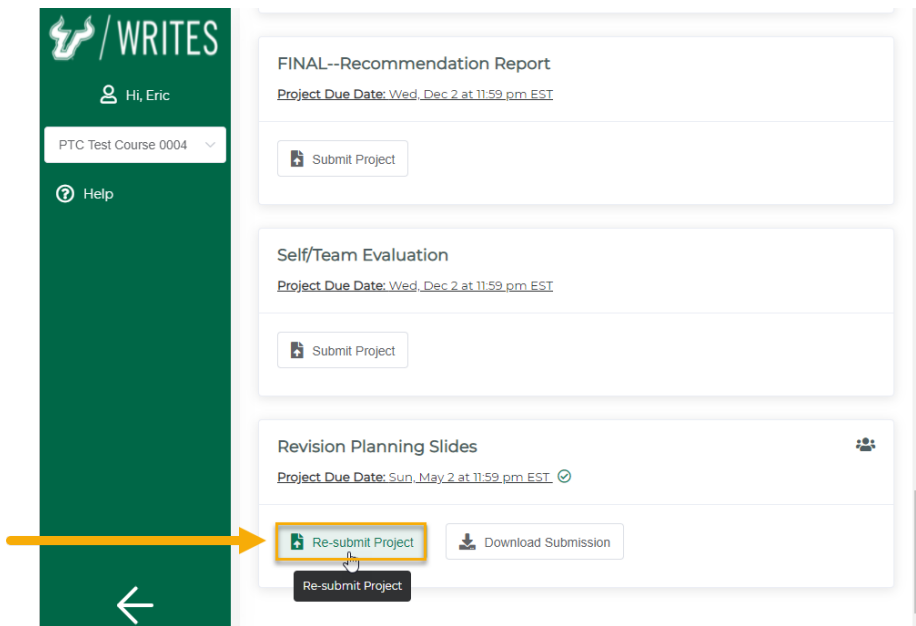 / WRITES
Hi, Eric
PTC Test Course 0004
Help
FINAL--Recommendation Report
Project Due Date: Wed, Dec 2 at 11:59 pm EST
Submit Project
Self/Team Evaluation
Project Due Date: Wed, Dec 2 at 11:59 pm EST
Submit Project
Revision Planning Slides
Project Due Date: Sun, May 2 at 11:59 pm EST
Re-submit Project
Download Submission
Re-submit Project